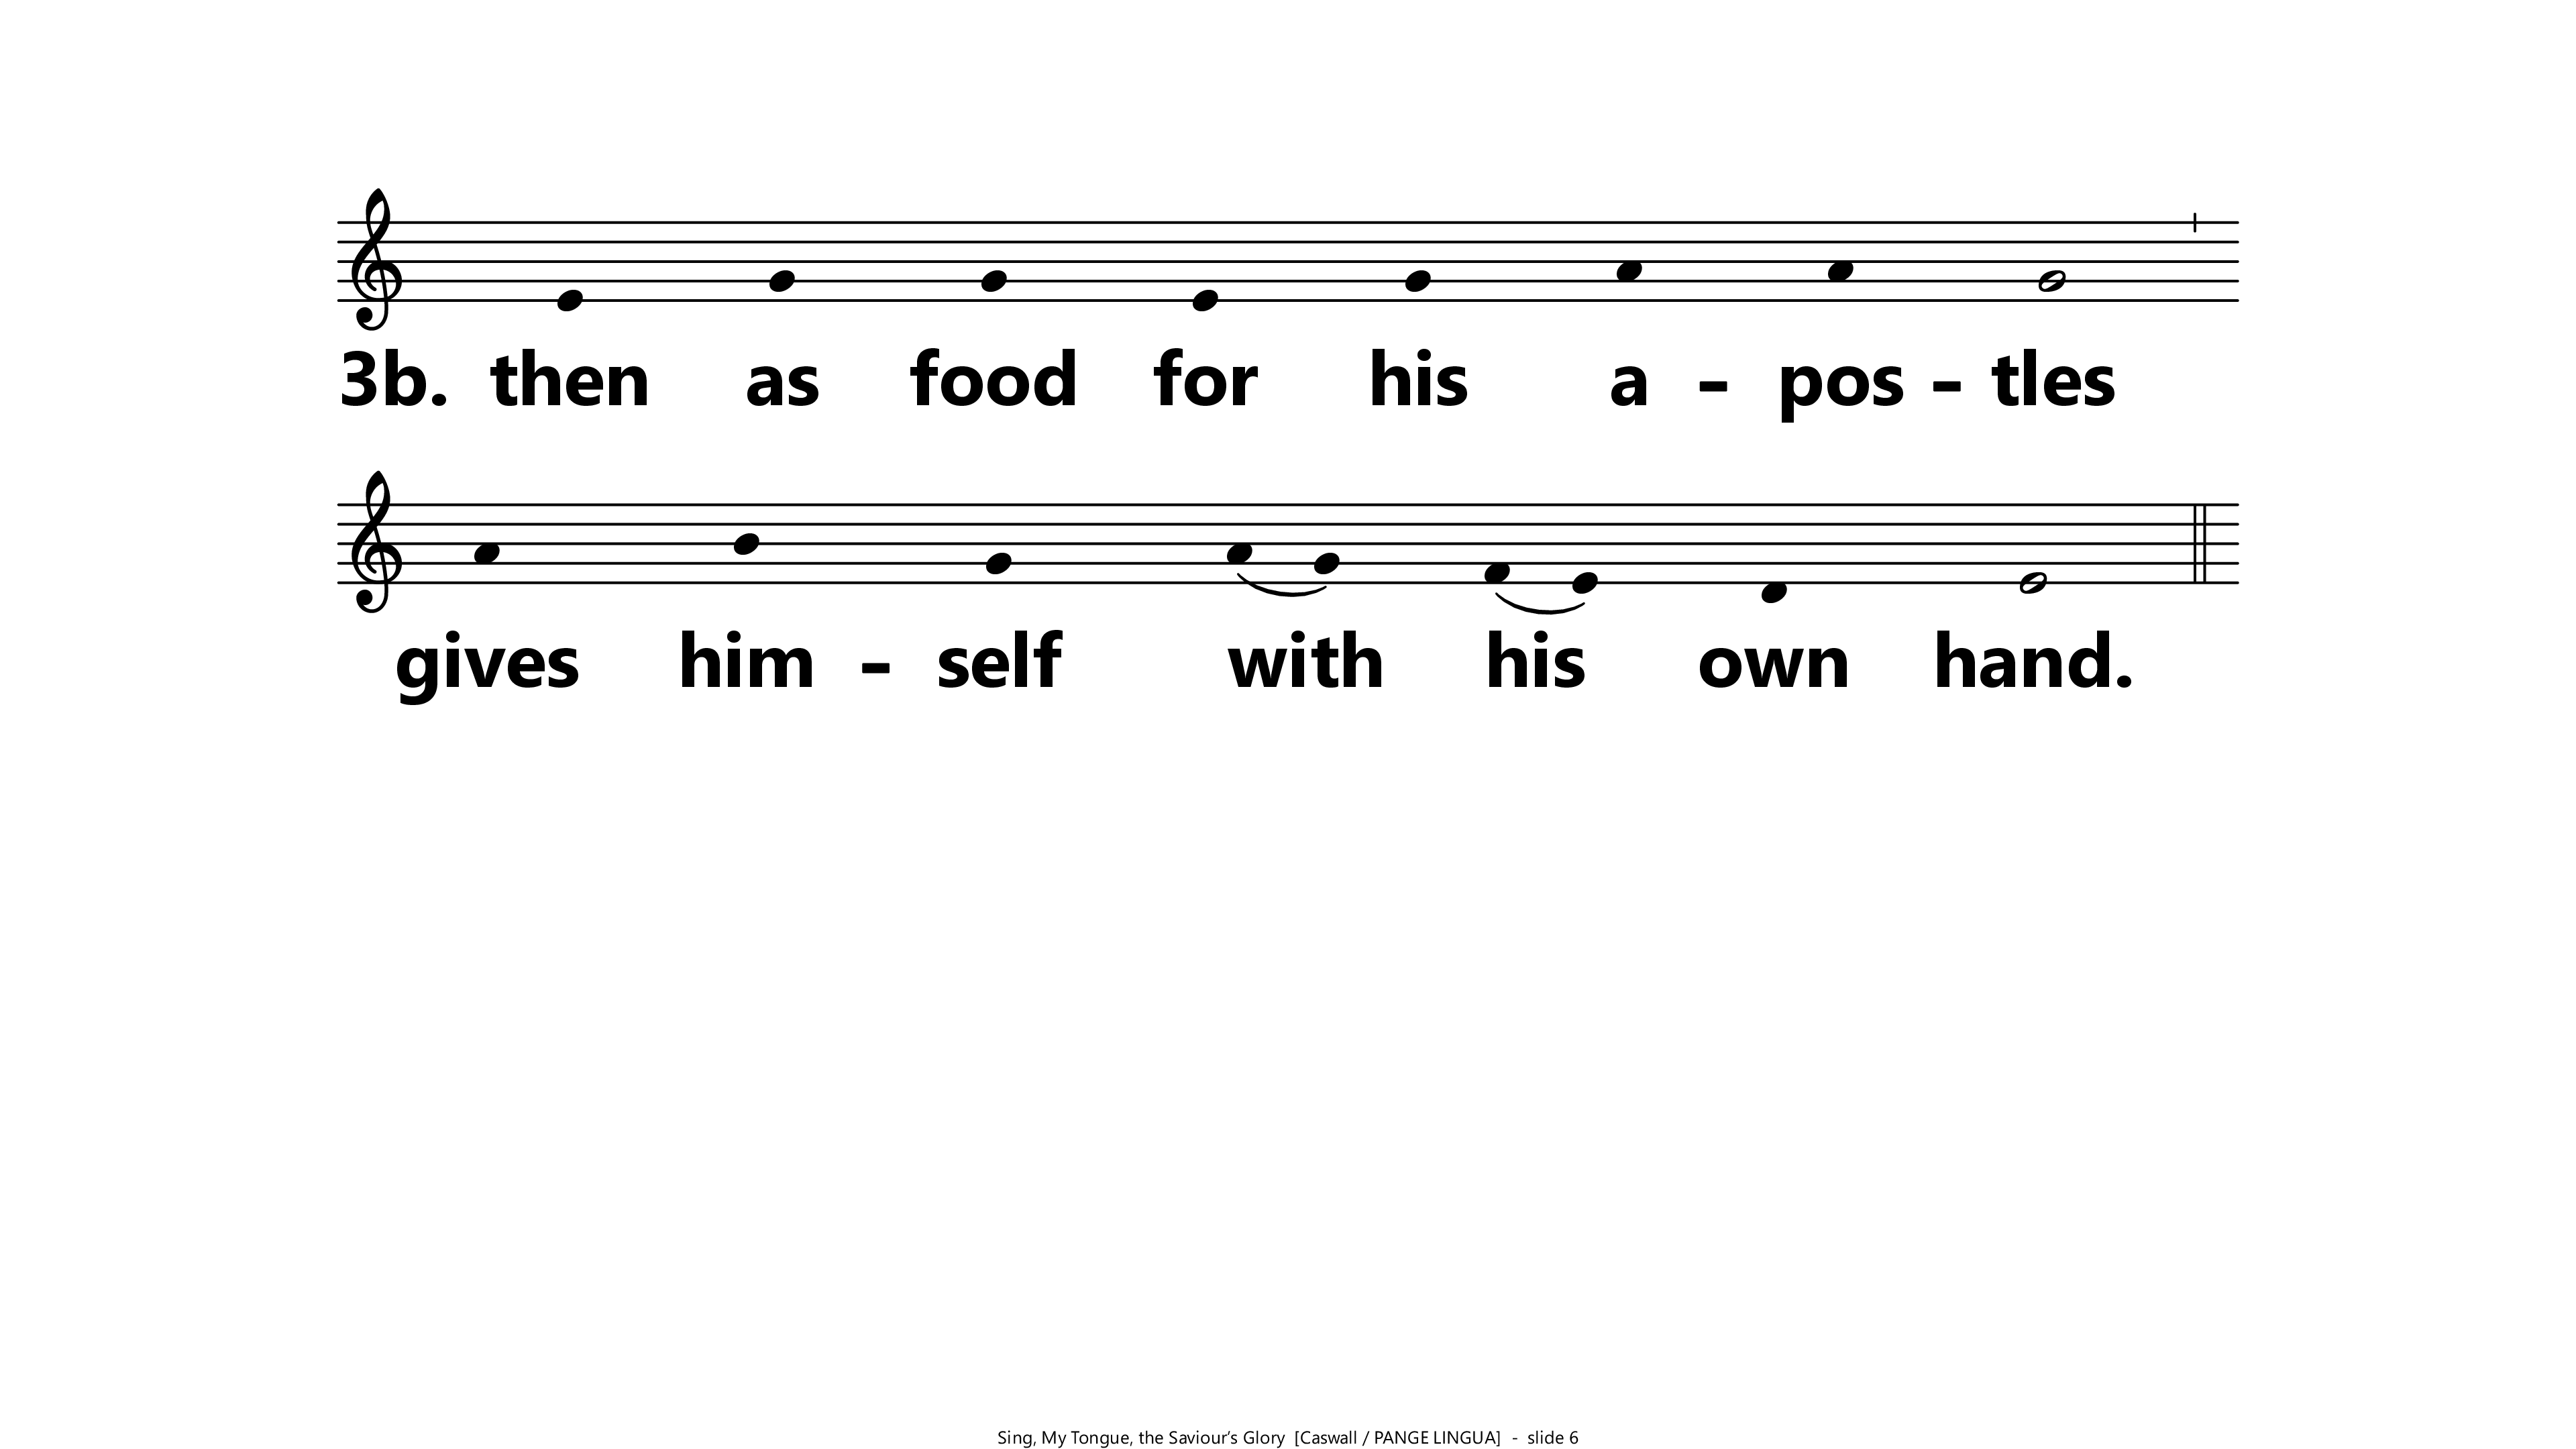 3b. then as food for his a - pos - tles
gives him - self with his own hand.
Sing, My Tongue, the Saviour’s Glory [Caswall / PANGE LINGUA] - slide 6